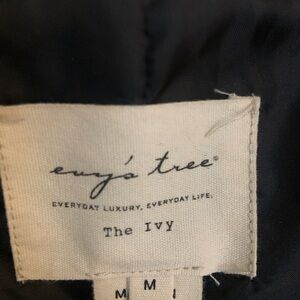 evy's tree®
EVERYDAY LUXURY, EVERYDAY LIFE.
The Ivy
M
M